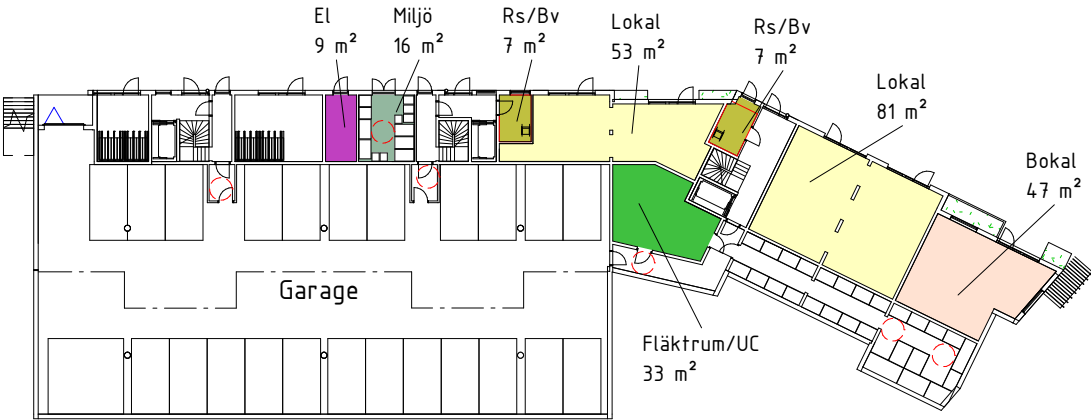 El
9 m²
Miljö
16 m²
Rs/Bv
7 m²
Lokal
53 m²
Rs/Bv
7 m²
Lokal
81 m²
Bokal
47 m²
Garage
Fläktrum/UC
33 m²